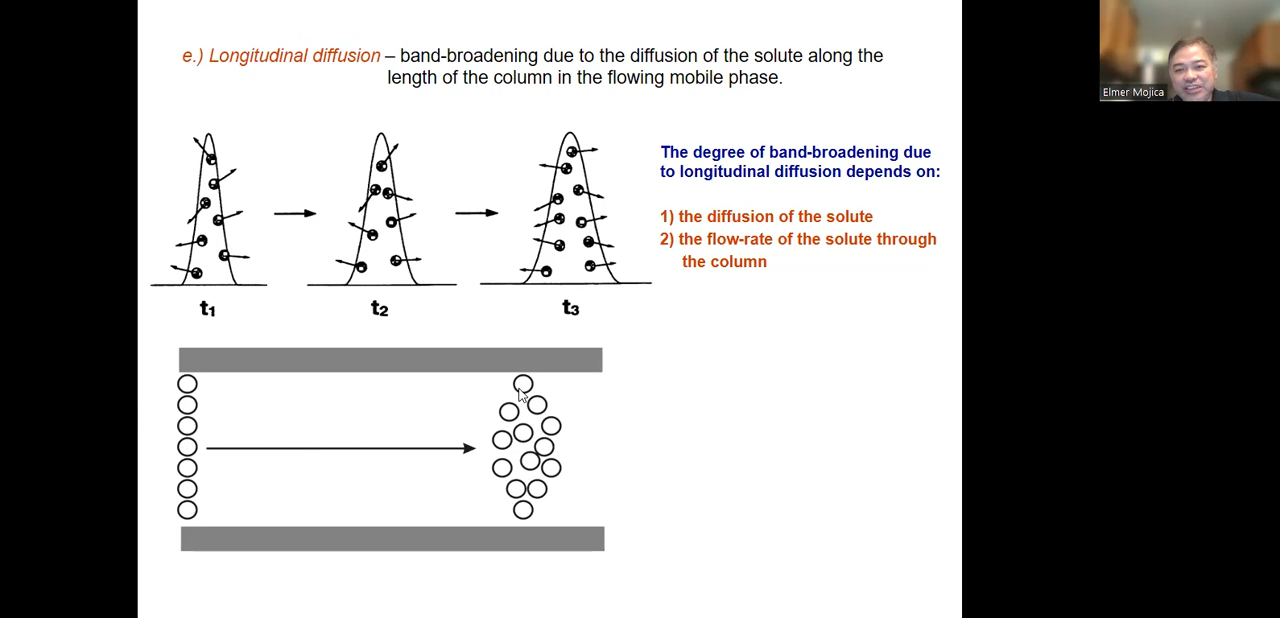 e.) Longitudinal diffusion – band-broadening due to the diffusion of the solute along the
length of the column in the flowing mobile phase.
Elmer Mojica
The degree of band-broadening due
to longitudinal diffusion depends on:
1) the diffusion of the solute
2) the flow-rate of the solute through
the column
t1
t2
t3